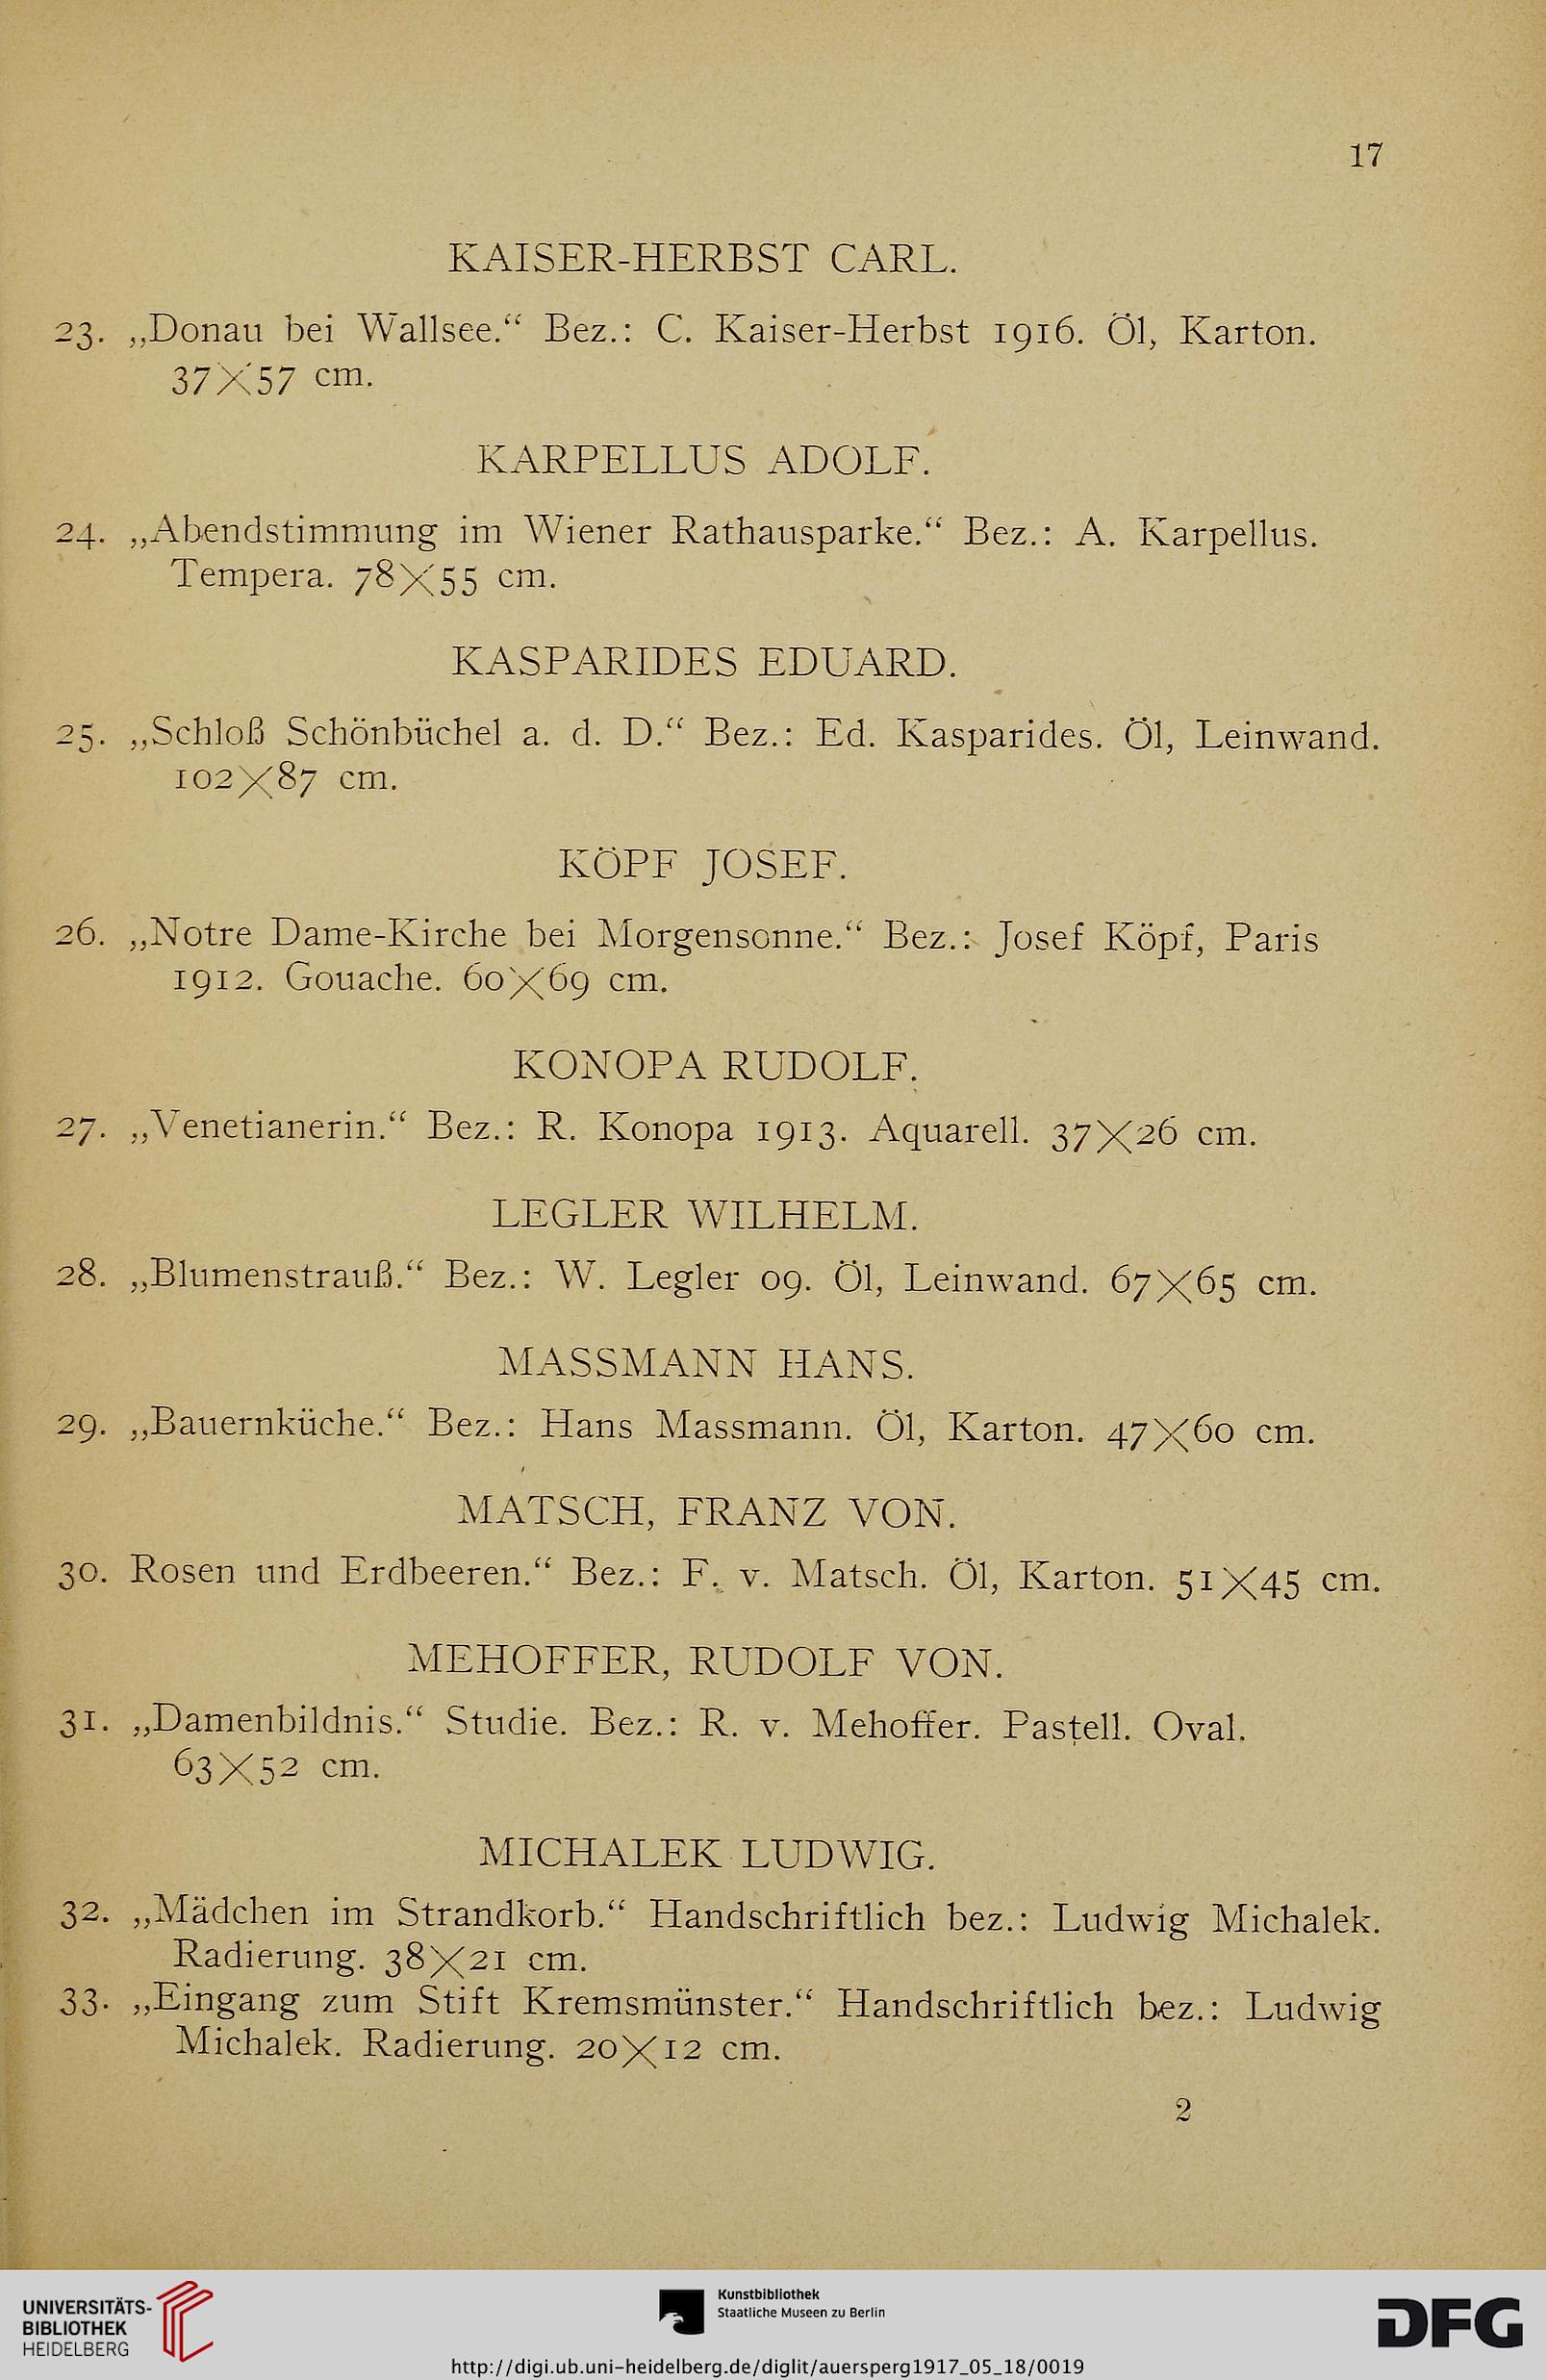 17
KAISER-HERBST CARL.
23. „Donau bei Wallsee.“ Bez.: C. Kaiser-Herbst 1916. Öl, Karton.
37×57 cm.
KARPELLUS ADOLF.
24. „Abendstimmung im Wiener Rathausparke.“ Bez.: A. Karpellus.
Tempera. 78×55 cm.
KASPARIDES EDUARD.
25. „Schloß Schönbüchel a. d. D.“ Bez.: Ed. Kasparides. Öl, Leinwand.
102×87 cm.
KÖPF JOSEF.
26. „Notre Dame-Kirche bei Morgensonne.“ Bez.: Josef Köpf, Paris
1912. Gouache. 60×69 cm.
KONOPA RUDOLF.
27. „Venetianerin.“ Bez.: R. Konopa 1913. Aquarell. 37×26 cm.
LEGLER WILHELM.
28. „Blumenstrauß.“ Bez.: W. Legler 09. Öl, Leinwand. 67×65 cm.
MASSMANN HANS.
29. „Bauernküche.“ Bez.: Hans Massmann. Öl, Karton. 47×60 cm.
MATSCH, FRANZ VON.
30. Rosen und Erdbeeren.“ Bez.: F. v. Matsch. Öl, Karton. 51×45 cm.
MEHOFFER, RUDOLF VON.
31. „Damenbildnis.“ Studie. Bez.: R. v. Mehoffer. Pastell. Oval.
63×52 cm.
MICHALEK LUDWIG.
32. „Mädchen im Strandkorb.“ Handschriftlich bez.: Ludwig Michalek.
Radierung. 38×21 cm.
33. „Eingang zum Stift Kremsmünster.“ Handschriftlich bez.: Ludwig
Michalek. Radierung. 20×12 cm.
2
UNIVERSITÄTS-
BIBLIOTHEK
HEIDELBERG
Kunstbibliothek
Staatliche Museen zu Berlin
DFG
http://digi.ub.uni-heidelberg.de/diglit/auersperg1917_05_18/0019